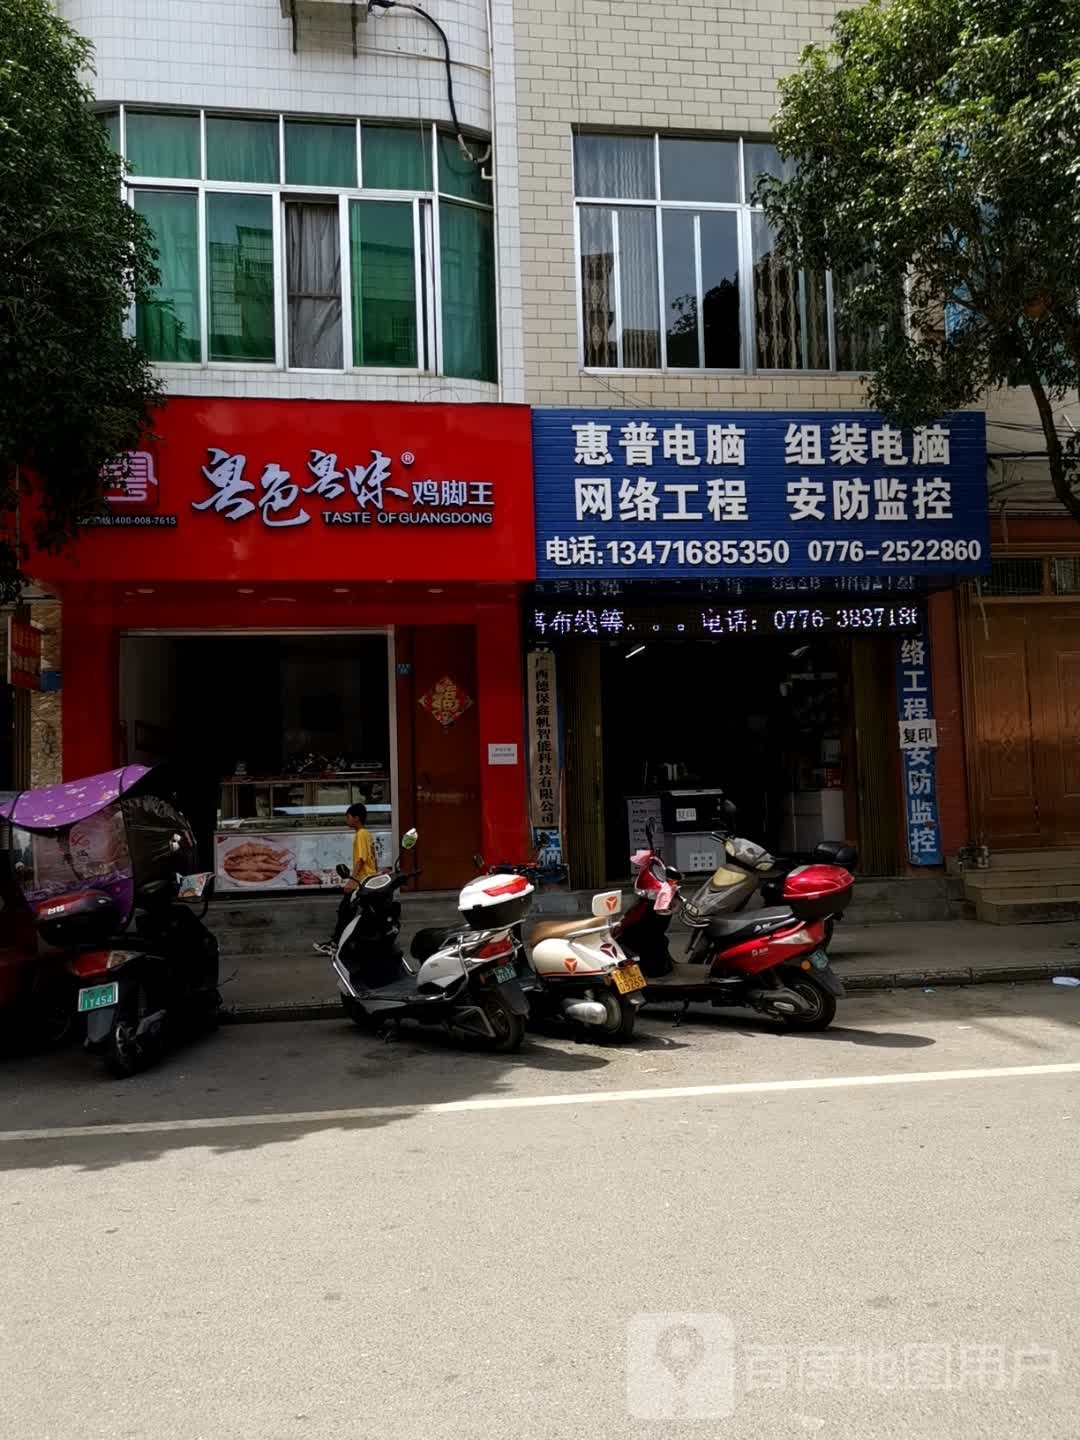 粤色粤味® 鸡脚王
TASTE OF GUANGDONG
400-008-7615
惠普电脑 组装电脑
网络工程 安防监控
电话:13471685350 0776-2522860
布线等。。。电话: 0776-383718
广西德保鑫帆智能科技有限公司
络工程安防监控
复印
复印
福
1T454
百度地图用户